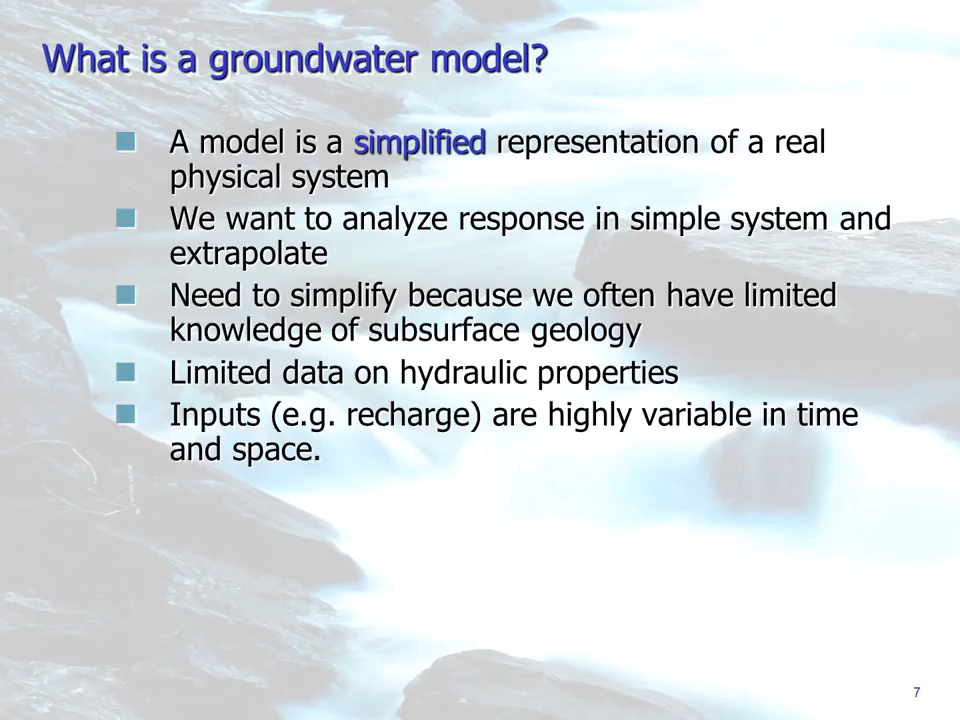 What is a groundwater model?
A model is a simplified representation of a real
physical system
We want to analyze response in simple system and
extrapolate
Need to simplify because we often have limited
knowledge of subsurface geology
Limited data on hydraulic properties
Inputs (e.g. recharge) are highly variable in time
and space.
7